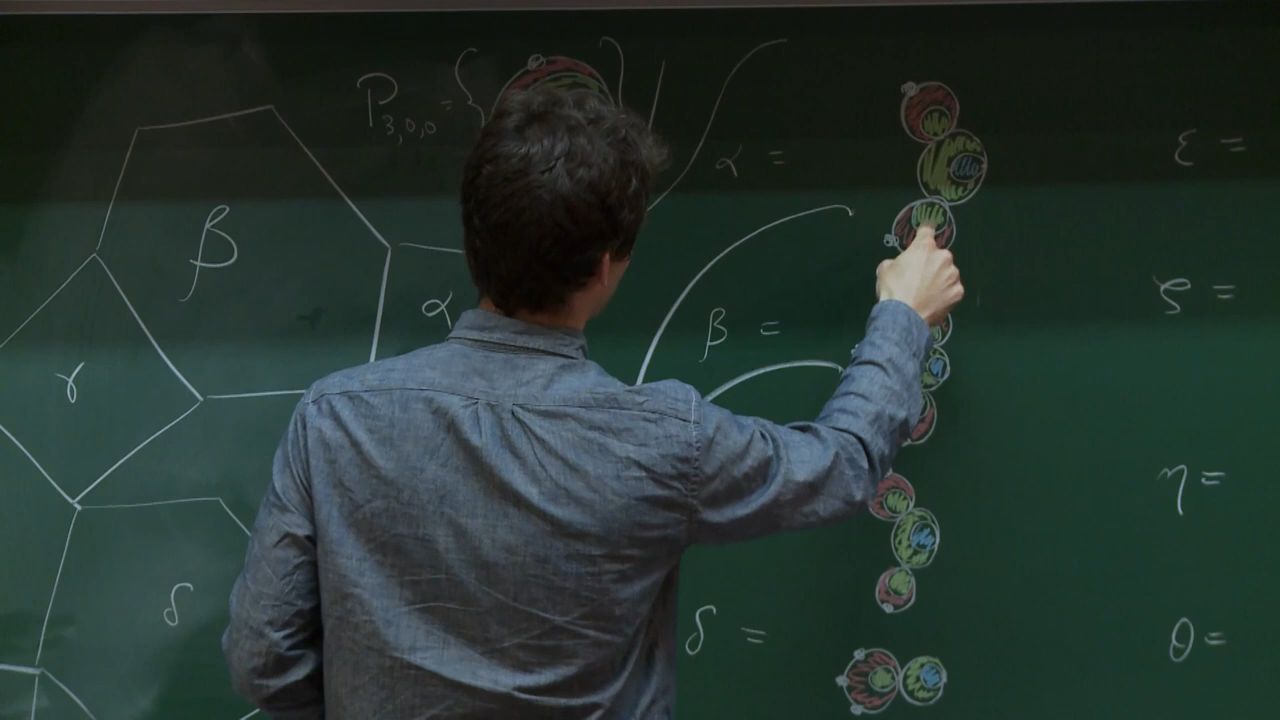 P₃,₀,₀ = {
}
α =
ε =
β
α
β =
ζ =
γ
η =
δ
δ =
θ =